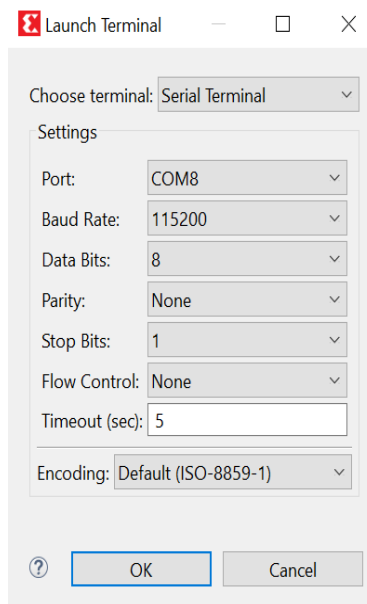 Launch Terminal
Choose terminal: Serial Terminal
Settings
Port: COM8
Baud Rate: 115200
Data Bits: 8
Parity: None
Stop Bits: 1
Flow Control: None
Timeout (sec): 5
Encoding: Default (ISO-8859-1)
? OK Cancel